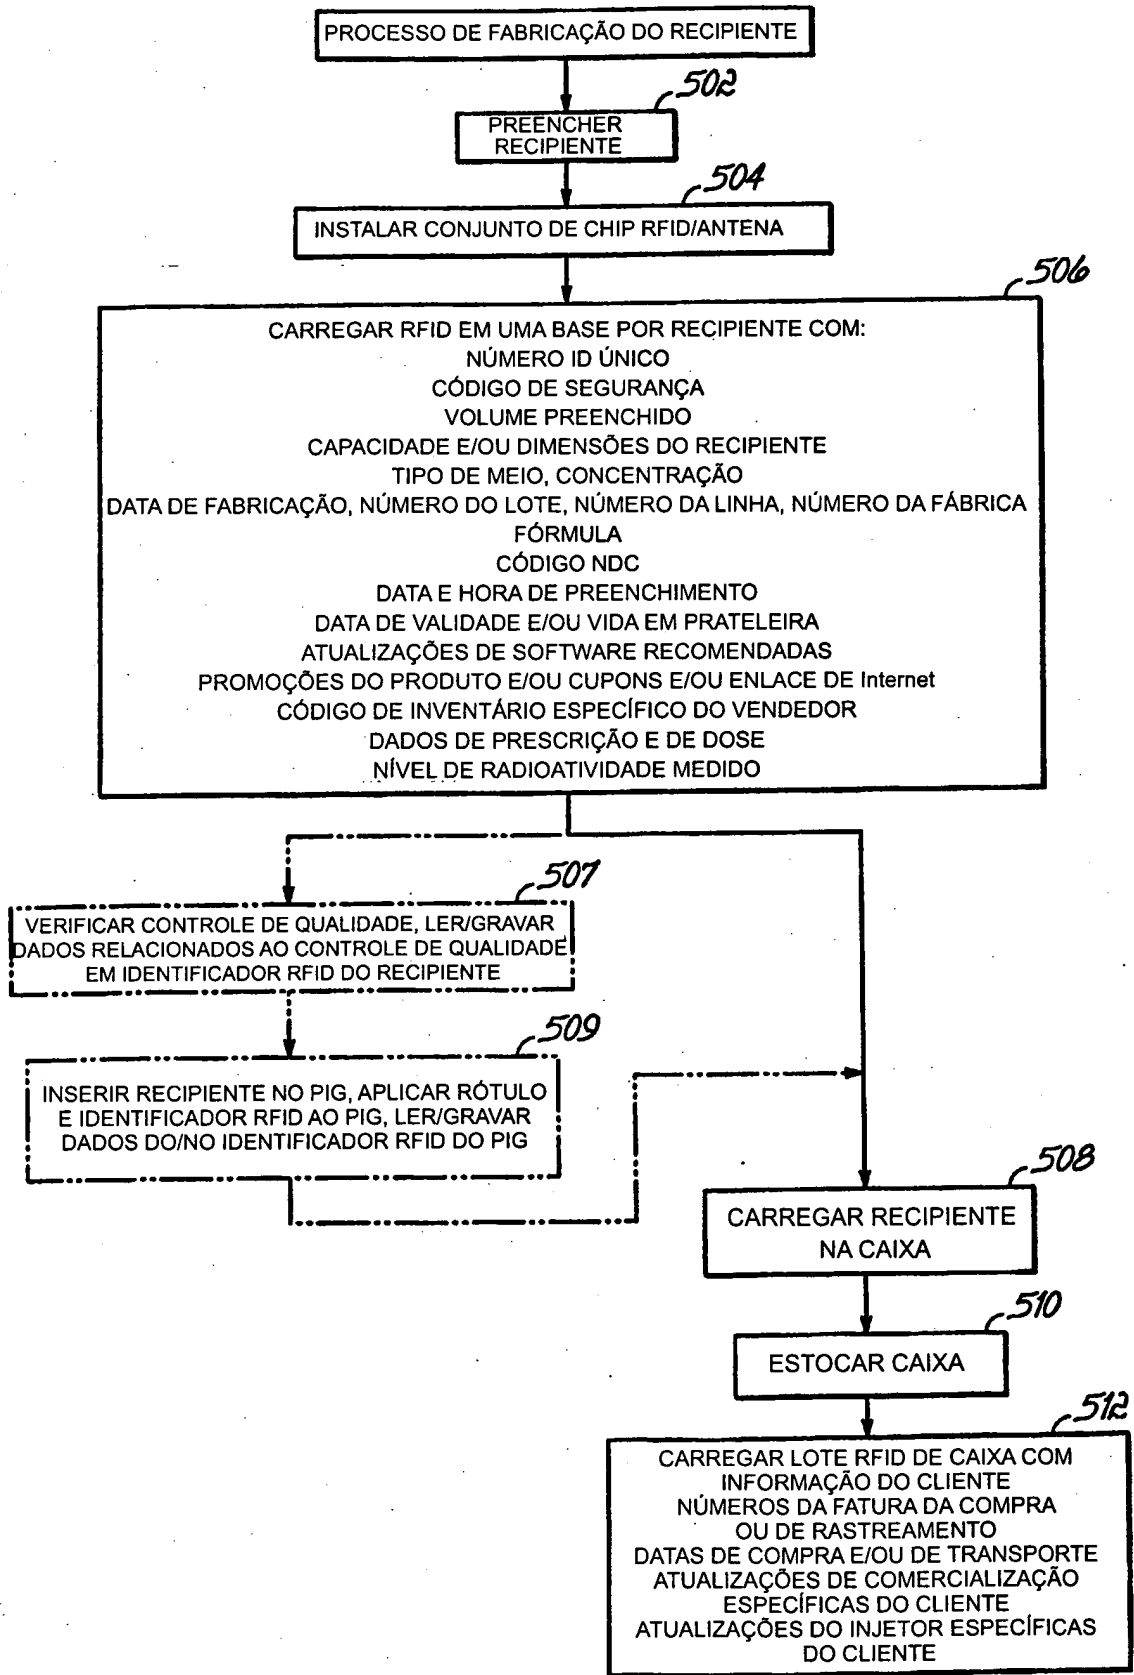 PROCESSO DE FABRICAÇÃO DO RECIPIENTE
502
PREENCHER
RECIPIENTE
504
INSTALAR CONJUNTO DE CHIP RFID/ANTENA
506
CARREGAR RFID EM UMA BASE POR RECIPIENTE COM:
NÚMERO ID ÚNICO
CÓDIGO DE SEGURANÇA
VOLUME PREENCHIDO
CAPACIDADE E/OU DIMENSÕES DO RECIPIENTE
TIPO DE MEIO, CONCENTRAÇÃO
DATA DE FABRICAÇÃO, NÚMERO DO LOTE, NÚMERO DA LINHA, NÚMERO DA FÁBRICA
FÓRMULA
CÓDIGO NDC
DATA E HORA DE PREENCHIMENTO
DATA DE VALIDADE E/OU VIDA EM PRATELEIRA
ATUALIZAÇÕES DE SOFTWARE RECOMENDADAS
PROMOÇÕES DO PRODUTO E/OU CUPONS E/OU ENLACE DE Internet
CÓDIGO DE INVENTÁRIO ESPECÍFICO DO VENDEDOR
DADOS DE PRESCRIÇÃO E DE DOSE
NÍVEL DE RADIOATIVIDADE MEDIDO
507
VERIFICAR CONTROLE DE QUALIDADE, LER/GRAVAR
DADOS RELACIONADOS AO CONTROLE DE QUALIDADE
EM IDENTIFICADOR RFID DO RECIPIENTE
509
INSERIR RECIPIENTE NO PIG, APLICAR RÓTULO
E IDENTIFICADOR RFID AO PIG, LER/GRAVAR
DADOS DO/NO IDENTIFICADOR RFID DO PIG
508
CARREGAR RECIPIENTE
NA CAIXA
510
ESTOCAR CAIXA
512
CARREGAR LOTE RFID DE CAIXA COM
INFORMAÇÃO DO CLIENTE
NÚMEROS DA FATURA DA COMPRA
OU DE RASTREAMENTO
DATAS DE COMPRA E/OU DE TRANSPORTE
ATUALIZAÇÕES DE COMERCIALIZAÇÃO
ESPECÍFICAS DO CLIENTE
ATUALIZAÇÕES DO INJETOR ESPECÍFICAS
DO CLIENTE